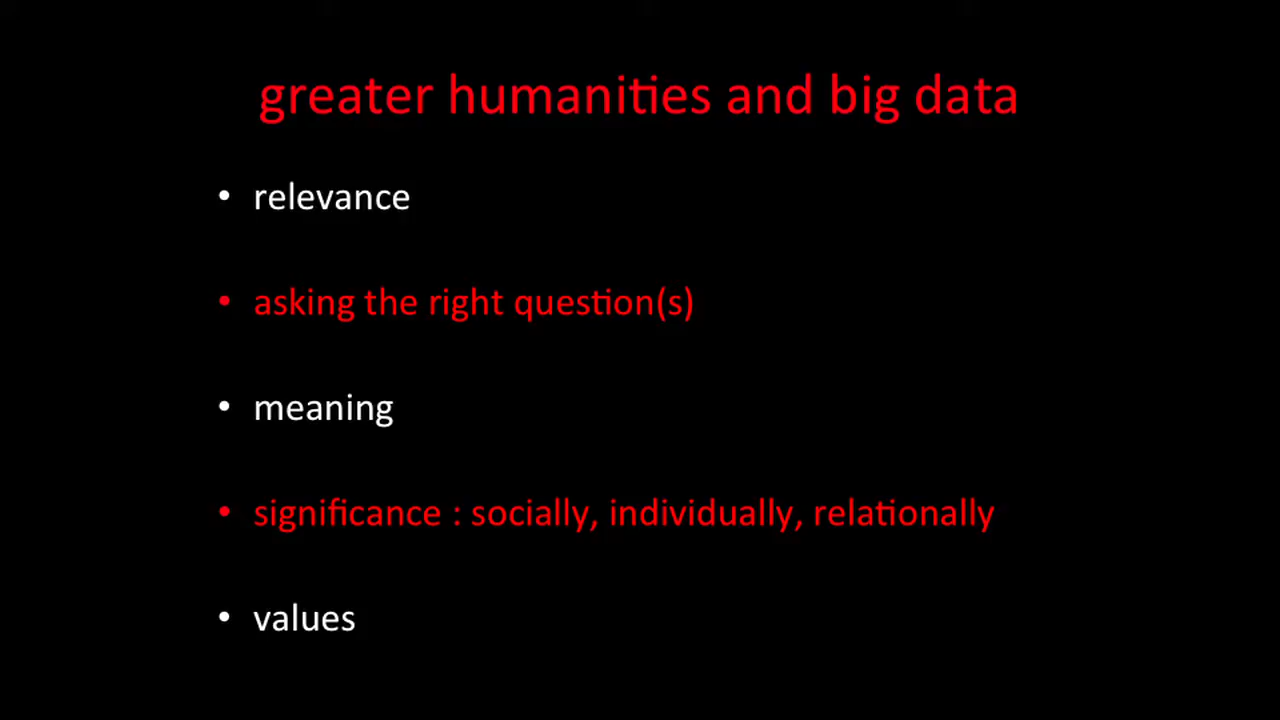 greater humanities and big data
• relevance
• asking the right question(s)
• meaning
• significance : socially, individually, relationally
• values